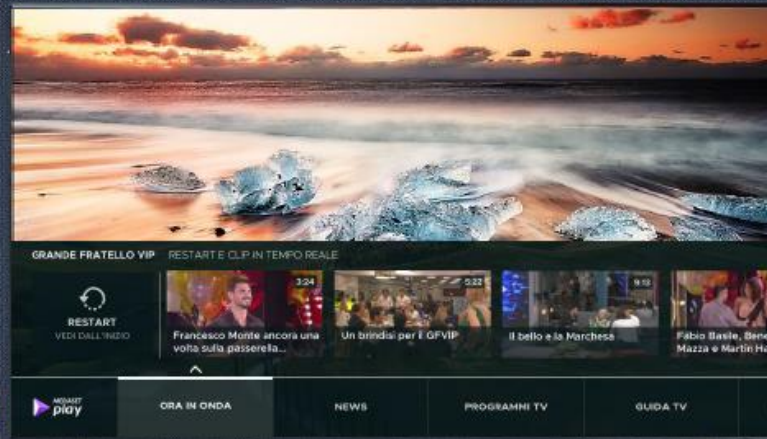 GRANDE FRATELLO VIP RESTART E CLIP IN TEMPO REALE
RESTART
VEDI DALL'INIZIO
3:24
Francesco Monte ancora una
volta sulla passerella...
5:22
Un brindisi per il GFVIP
9:13
Il bello e la Marchesa
Fabio Basile, Bene
Mazza e Martin Ha
MEDIASET
play
ORA IN ONDA
NEWS
PROGRAMMI TV
GUIDA TV